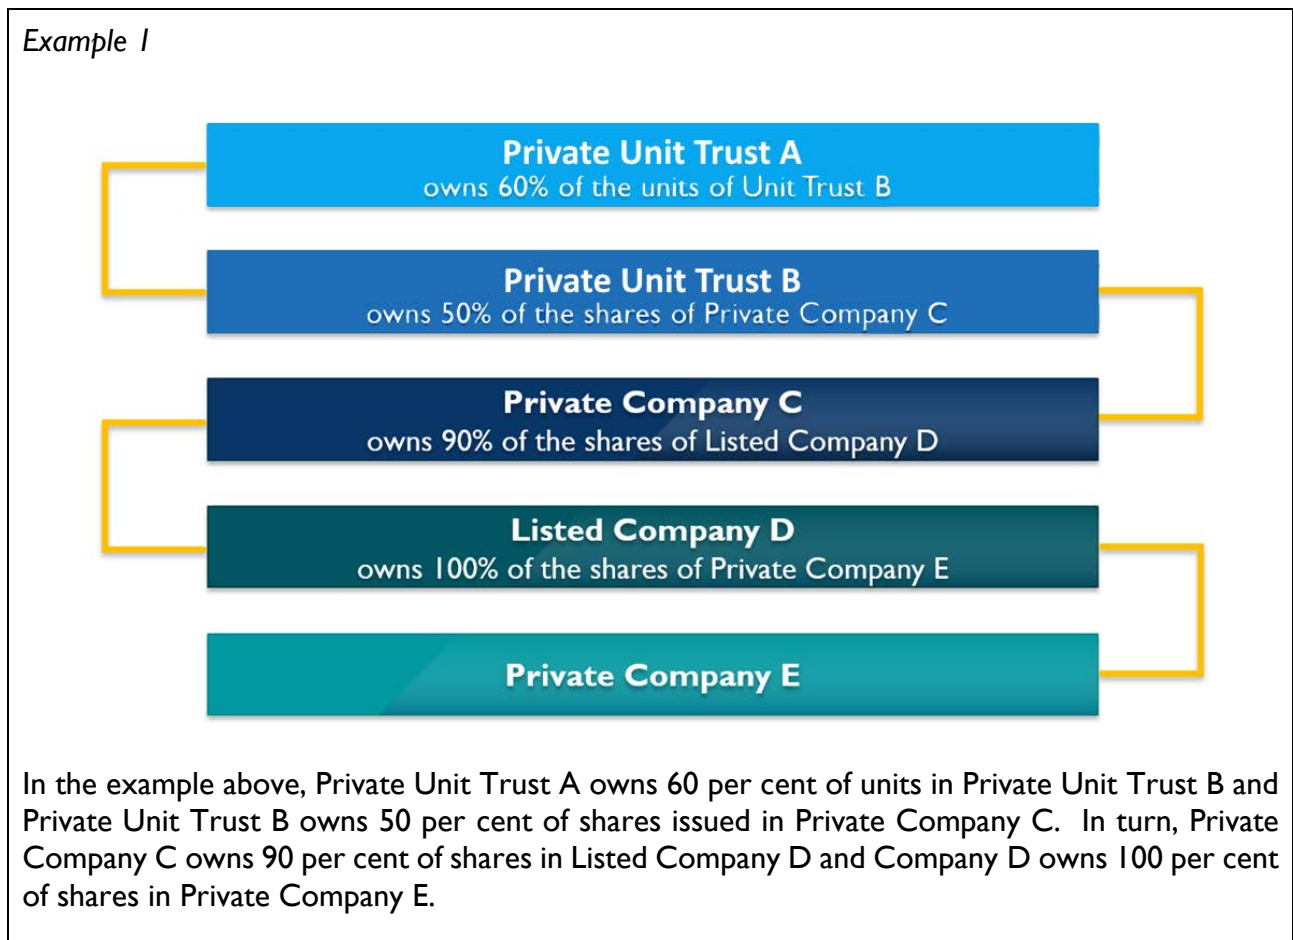 Example 1
Private Unit Trust A
owns 60% of the units of Unit Trust B
Private Unit Trust B
owns 50% of the shares of Private Company C
Private Company C
owns 90% of the shares of Listed Company D
Listed Company D
owns 100% of the shares of Private Company E
Private Company E
In the example above, Private Unit Trust A owns 60 per cent of units in Private Unit Trust B and
Private Unit Trust B owns 50 per cent of shares issued in Private Company C. In turn, Private
Company C owns 90 per cent of shares in Listed Company D and Company D owns 100 per cent
of shares in Private Company E.